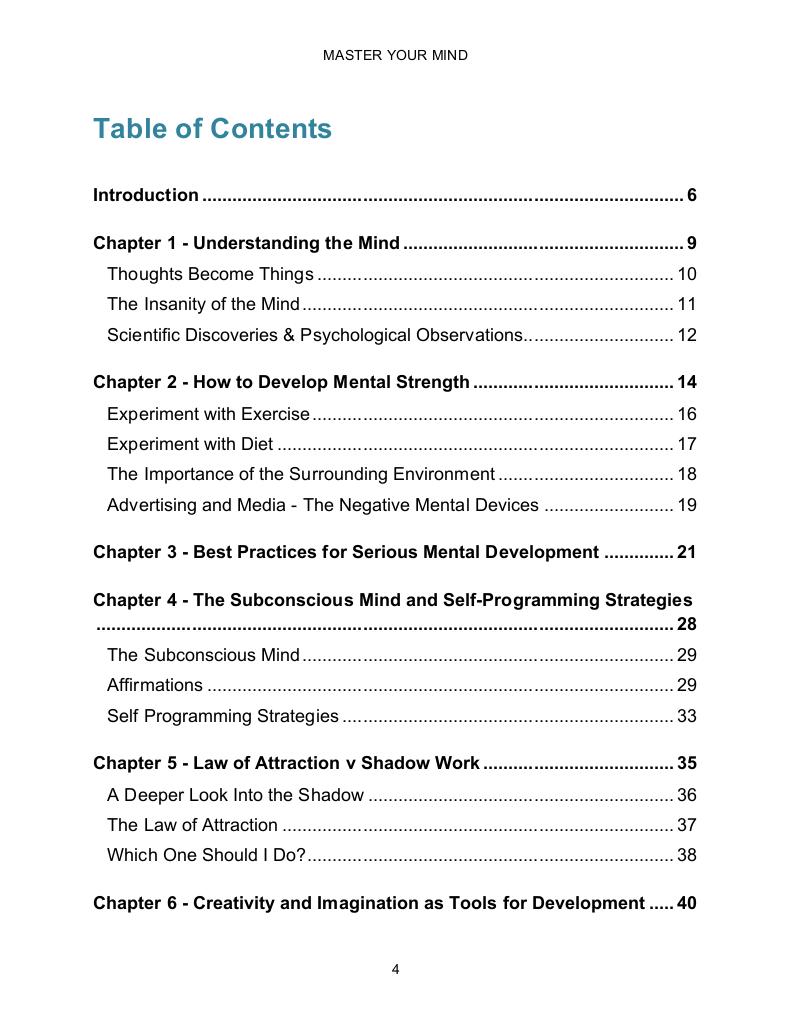 MASTER YOUR MIND
Table of Contents
Introduction ................................................................................................ 6
Chapter 1 - Understanding the Mind ........................................................ 9
Thoughts Become Things ....................................................................... 10
The Insanity of the Mind .......................................................................... 11
Scientific Discoveries & Psychological Observations.............................. 12
Chapter 2 - How to Develop Mental Strength ........................................ 14
Experiment with Exercise ........................................................................ 16
Experiment with Diet ............................................................................... 17
The Importance of the Surrounding Environment ................................... 18
Advertising and Media - The Negative Mental Devices .......................... 19
Chapter 3 - Best Practices for Serious Mental Development .............. 21
Chapter 4 - The Subconscious Mind and Self-Programming Strategies
................................................................................................................... 28
The Subconscious Mind .......................................................................... 29
Affirmations ............................................................................................. 29
Self Programming Strategies .................................................................. 33
Chapter 5 - Law of Attraction v Shadow Work ...................................... 35
A Deeper Look Into the Shadow ............................................................. 36
The Law of Attraction .............................................................................. 37
Which One Should I Do?......................................................................... 38
Chapter 6 - Creativity and Imagination as Tools for Development ..... 40
4